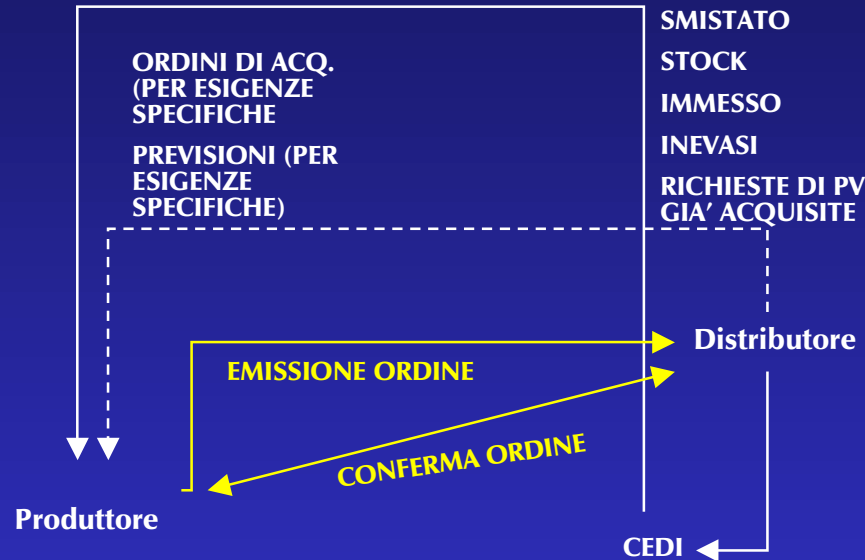 SMISTATO
STOCK
IMMESSO
INEVASI
RICHIESTE DI PV
GIA’ ACQUISITE
ORDINI DI ACQ.
(PER ESIGENZE
SPECIFICHE
PREVISIONI (PER
ESIGENZE
SPECIFICHE)
Distributore
EMISSIONE ORDINE
CONFERMA ORDINE
Produttore
CEDI